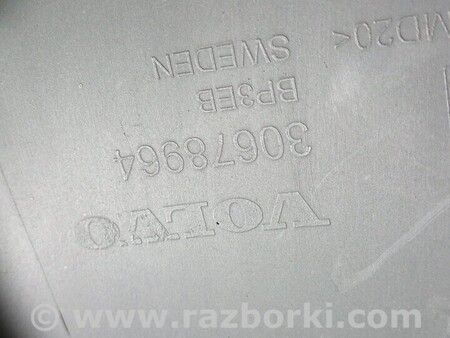 VOLVO
30678964
BP3EB
SWEDEN
MD20<
© www.razborki.com